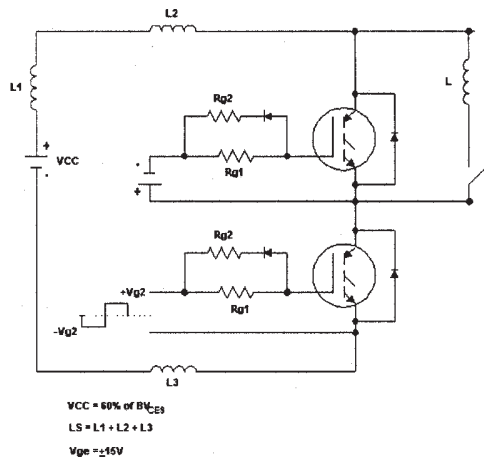 L2
L1
L
Rg2
+
VCC
-
Rg1
-
+
Rg2
+Vg2
Rg1
-Vg2
L3
VCC = 60% of BVCES
LS = L1 + L2 + L3
Vge = ±15V